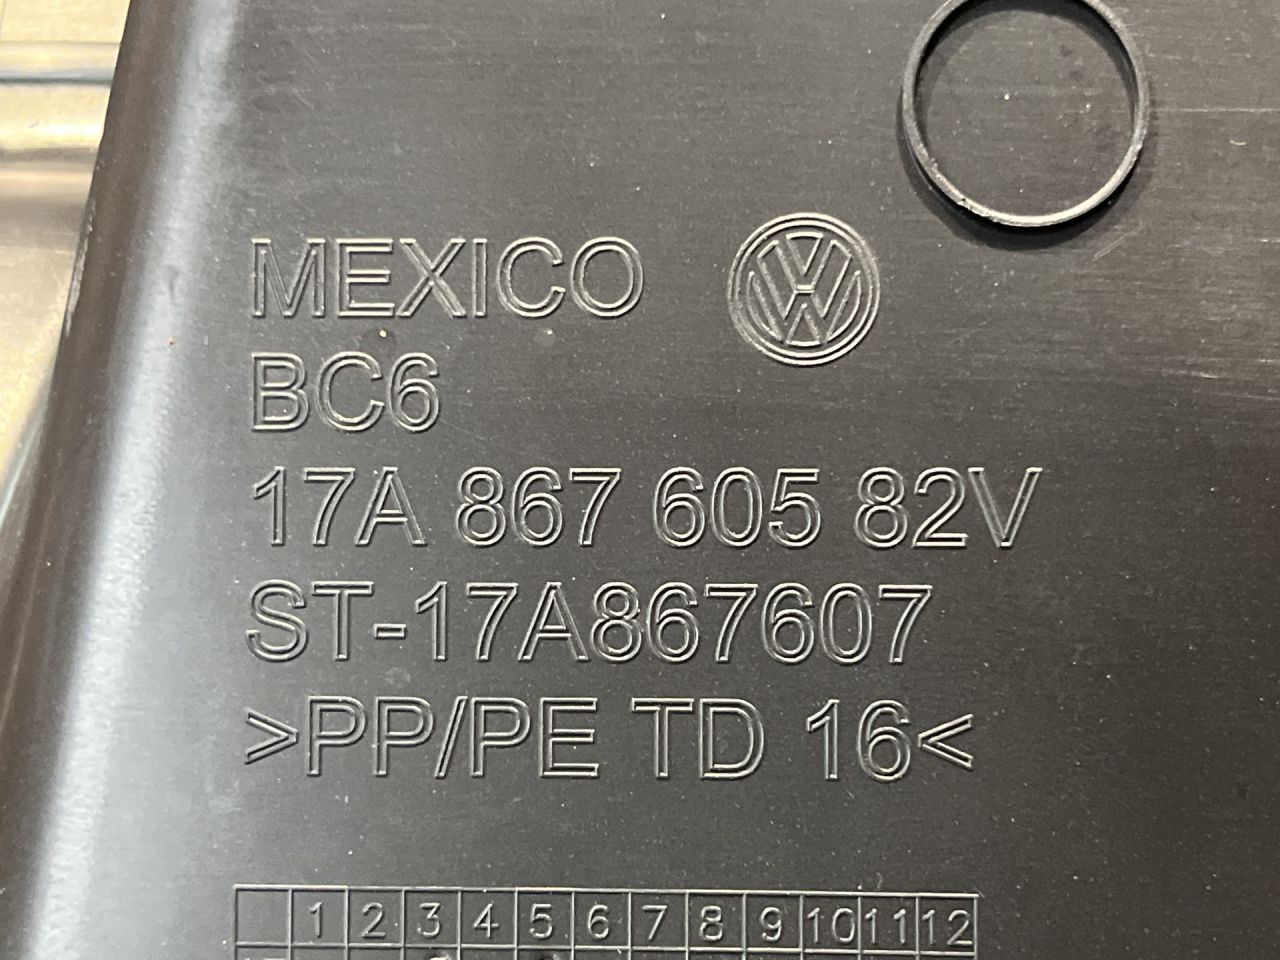 MEXICO
BC6
17A 867 605 82V
ST-17A867607
>PP/PE TD 16<
1 2 3 4 5 6 7 8 9 10 11 12